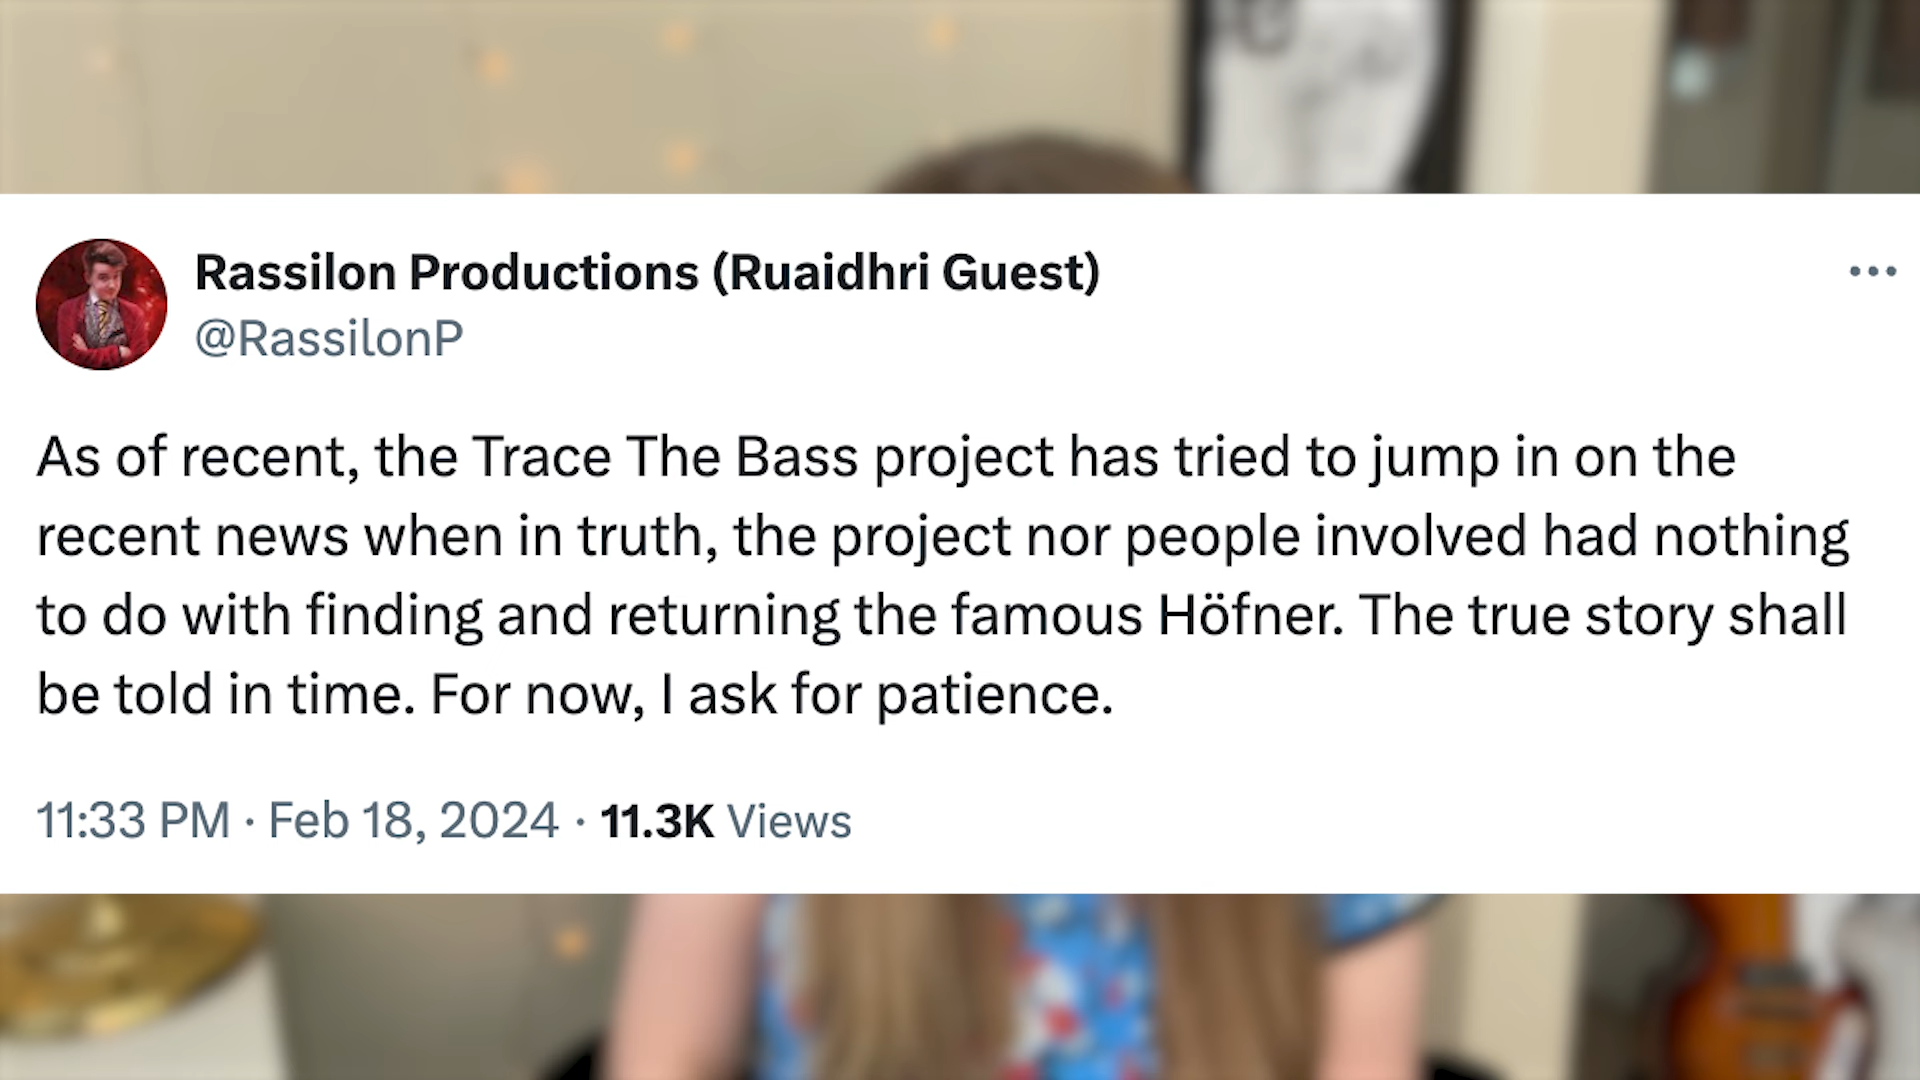 Rassilon Productions (Ruaidhri Guest)
@RassilonP
As of recent, the Trace The Bass project has tried to jump in on the
recent news when in truth, the project nor people involved had nothing
to do with finding and returning the famous Höfner. The true story shall
be told in time. For now, I ask for patience.
11:33 PM · Feb 18, 2024 · 11.3K Views